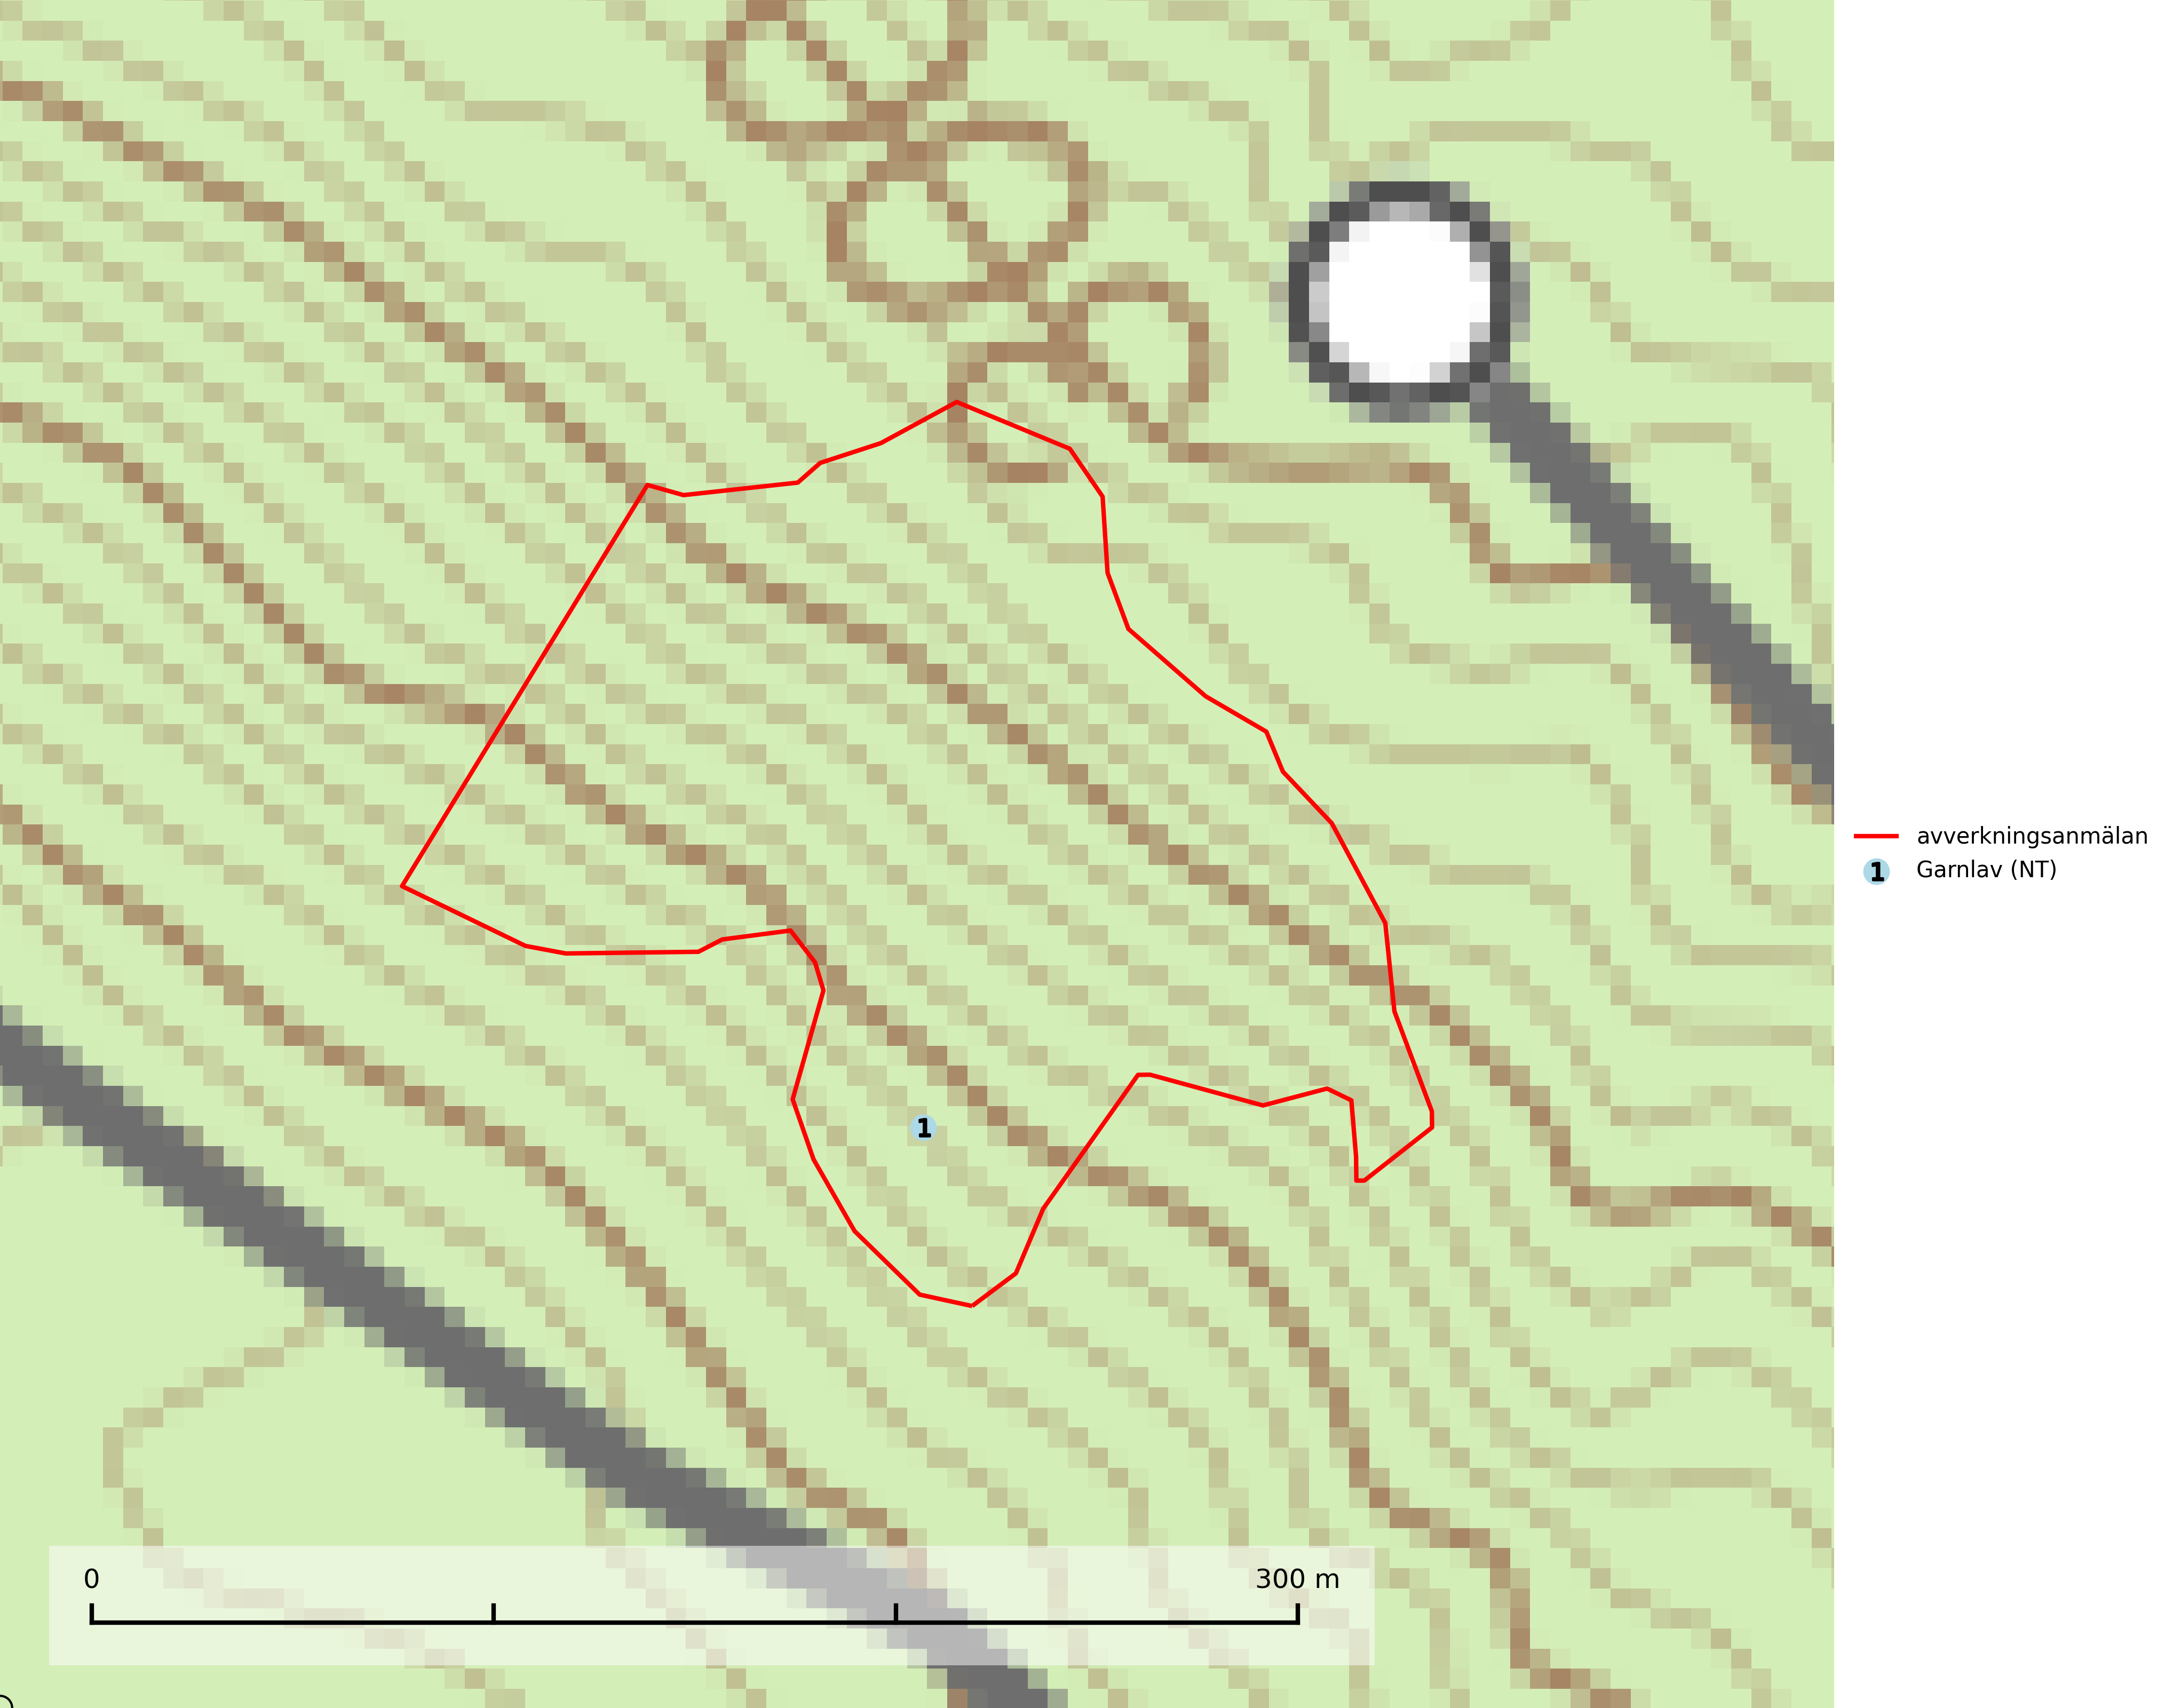 1
avverkningsanmälan
1 Garnlav (NT)
0 300 m